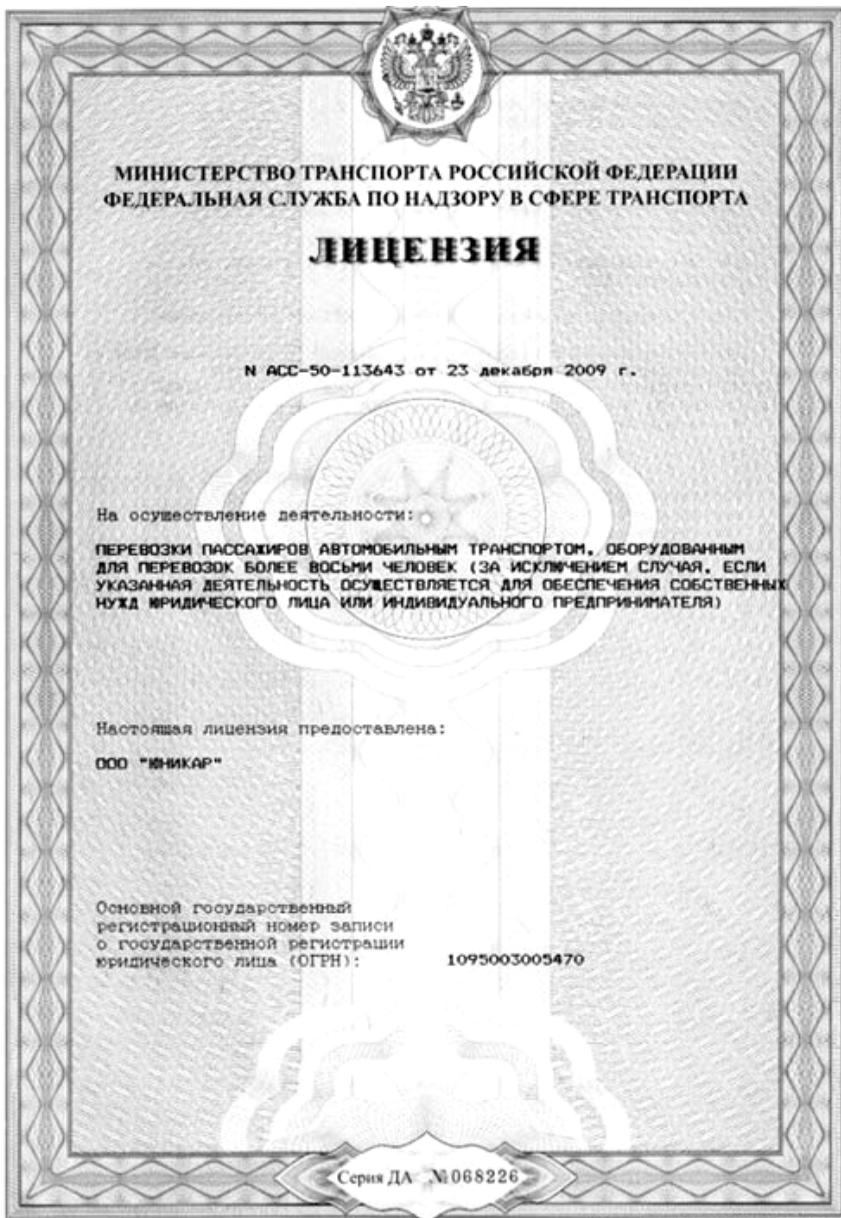 МИНИСТЕРСТВО ТРАНСПОРТА РОССИЙСКОЙ ФЕДЕРАЦИИ
ФЕДЕРАЛЬНАЯ СЛУЖБА ПО НАДЗОРУ В СФЕРЕ ТРАНСПОРТА
ЛИЦЕНЗИЯ
N АСС-50-113643 от 23 декабря 2009 г.
На осуществление деятельности:
ПЕРЕВОЗКИ ПАССАЖИРОВ АВТОМОБИЛЬНЫМ ТРАНСПОРТОМ, ОБОРУДОВАННЫМ
ДЛЯ ПЕРЕВОЗОК БОЛЕЕ ВОСЬМИ ЧЕЛОВЕК (ЗА ИСКЛЮЧЕНИЕМ СЛУЧАЯ, ЕСЛИ
УКАЗАННАЯ ДЕЯТЕЛЬНОСТЬ ОСУЩЕСТВЛЯЕТСЯ ДЛЯ ОБЕСПЕЧЕНИЯ СОБСТВЕННЫХ
НУЖД ЮРИДИЧЕСКОГО ЛИЦА ИЛИ ИНДИВИДУАЛЬНОГО ПРЕДПРИНИМАТЕЛЯ)
Настоящая лицензия предоставлена:
ООО "ЮНИКАР"
Основной государственный
регистрационный номер записи
о государственной регистрации
юридического лица (ОГРН): 1095003005470
Серия ДА №068226